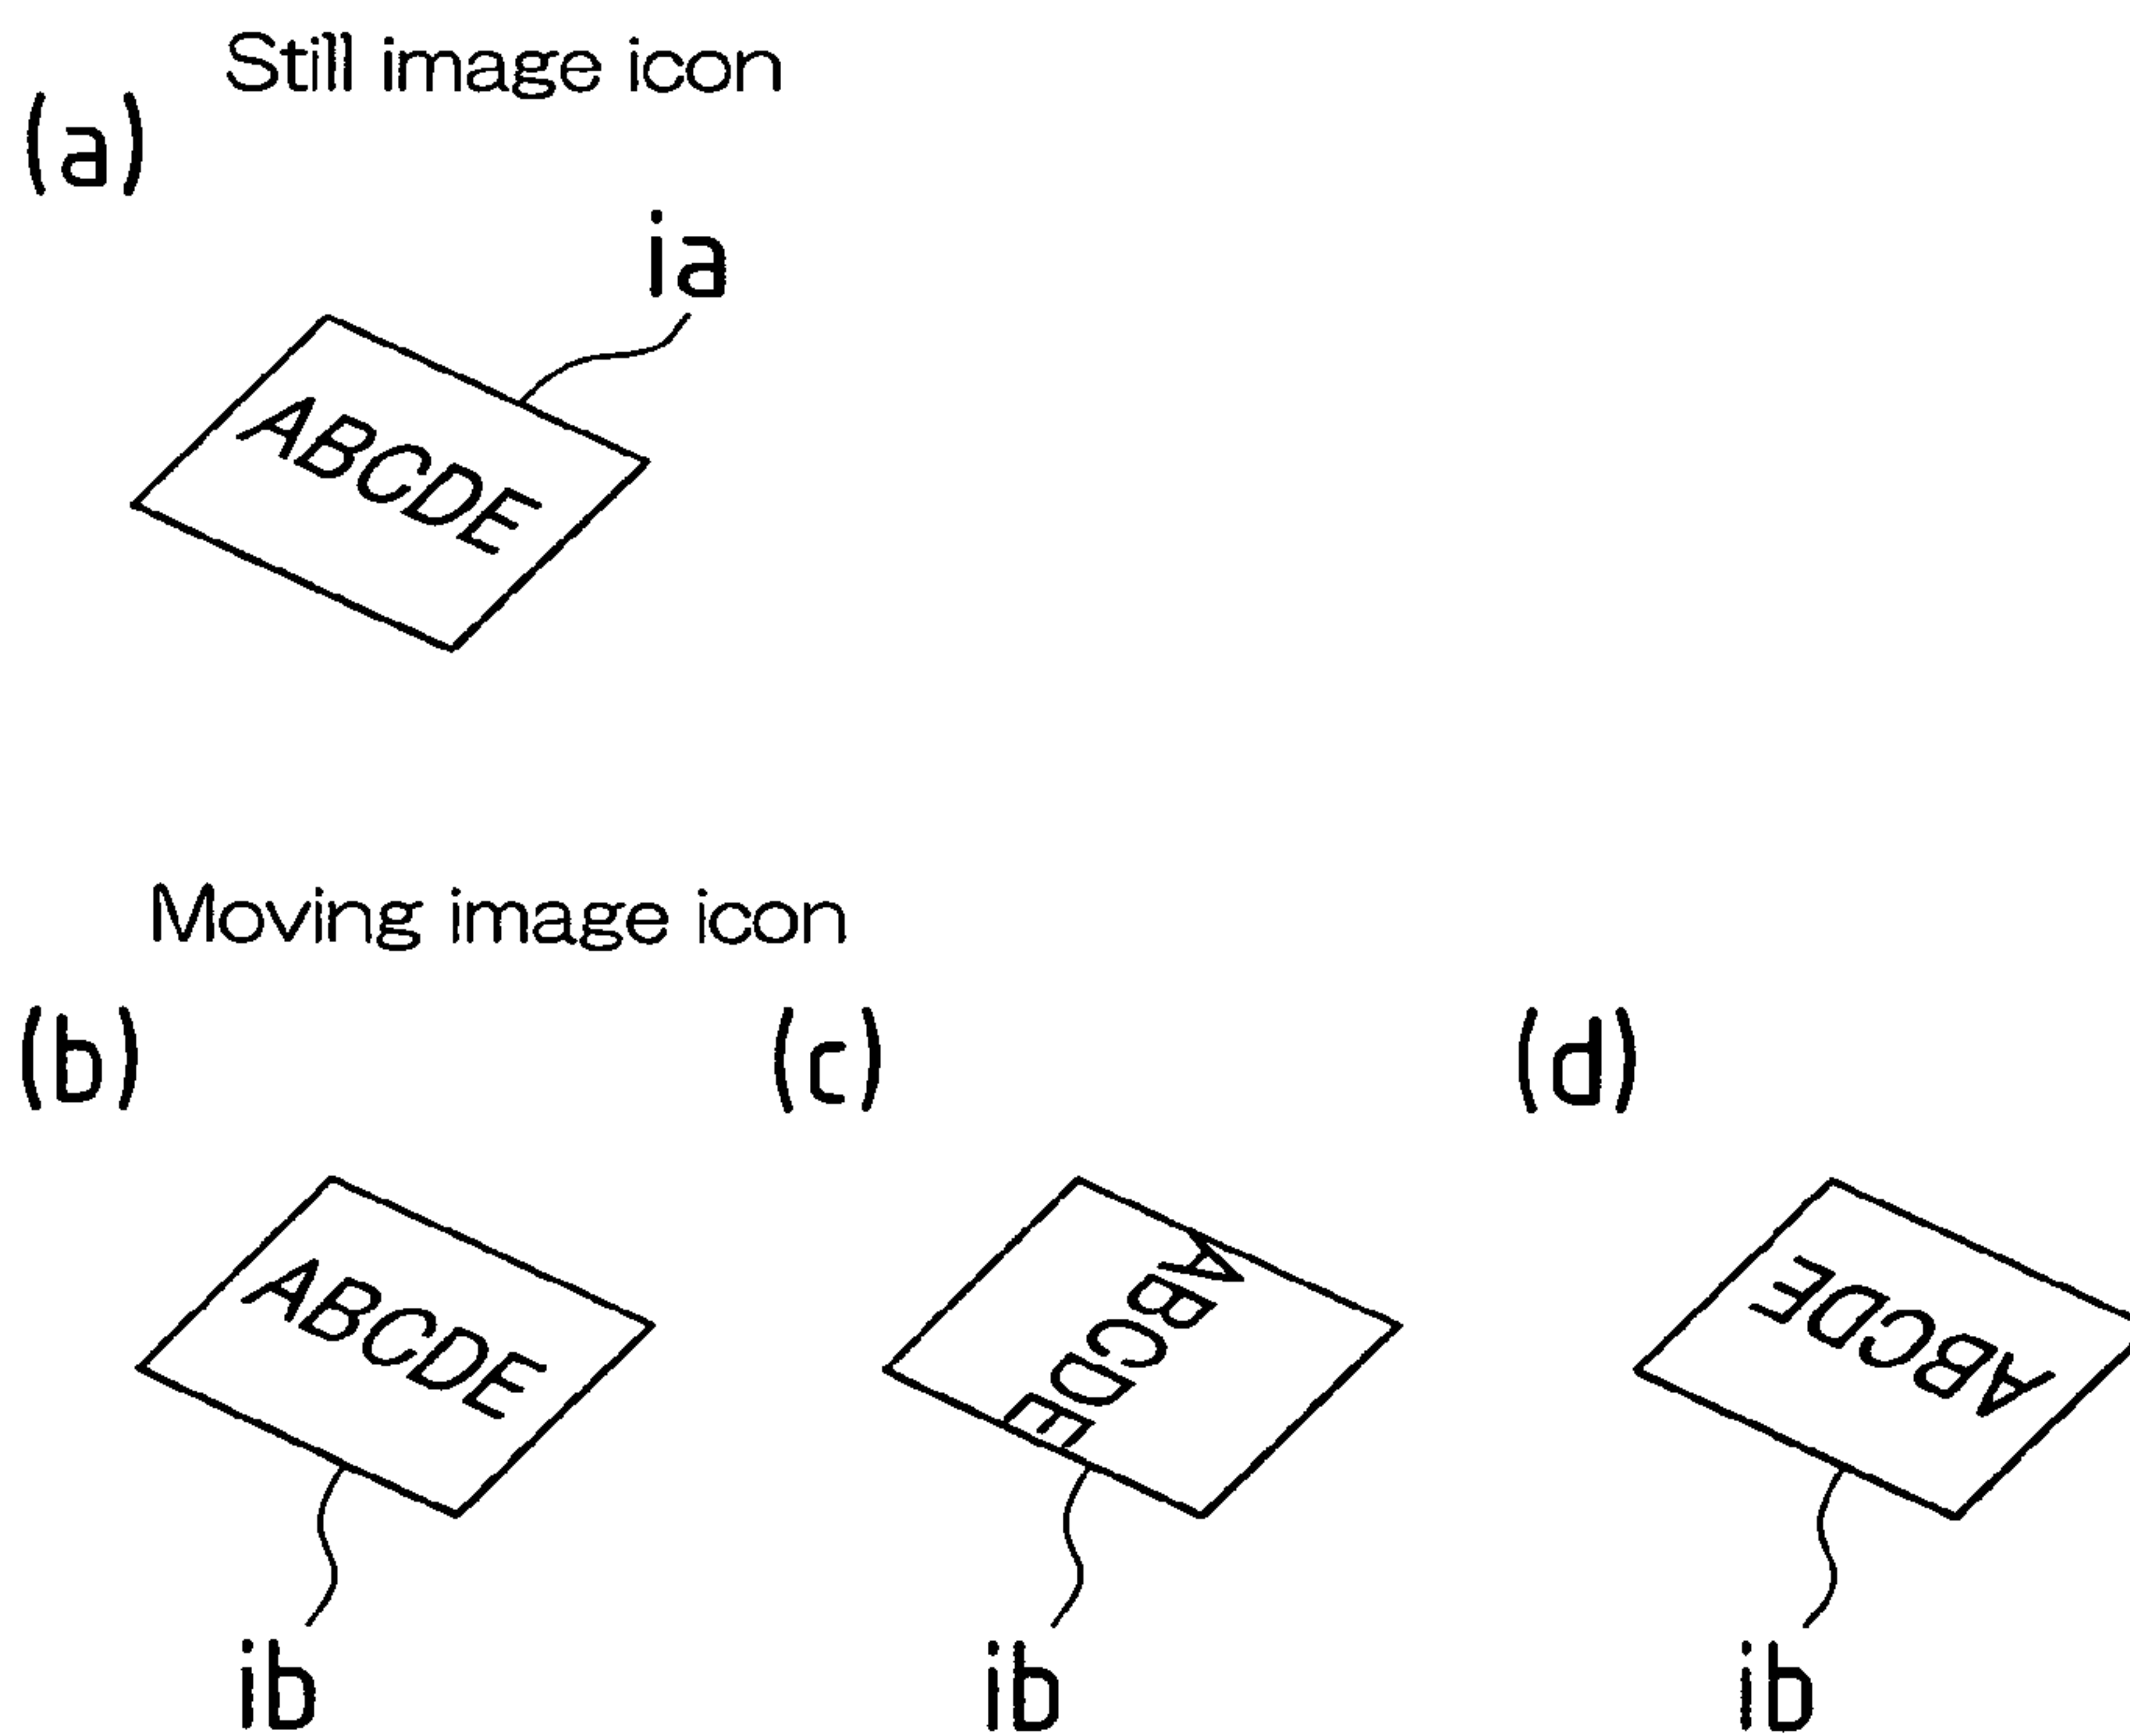 Still image icon
(a)
ia
ABCDE
Moving image icon
(b) (c) (d)
ABCDE ABCDE ABCDE
ib ib ib